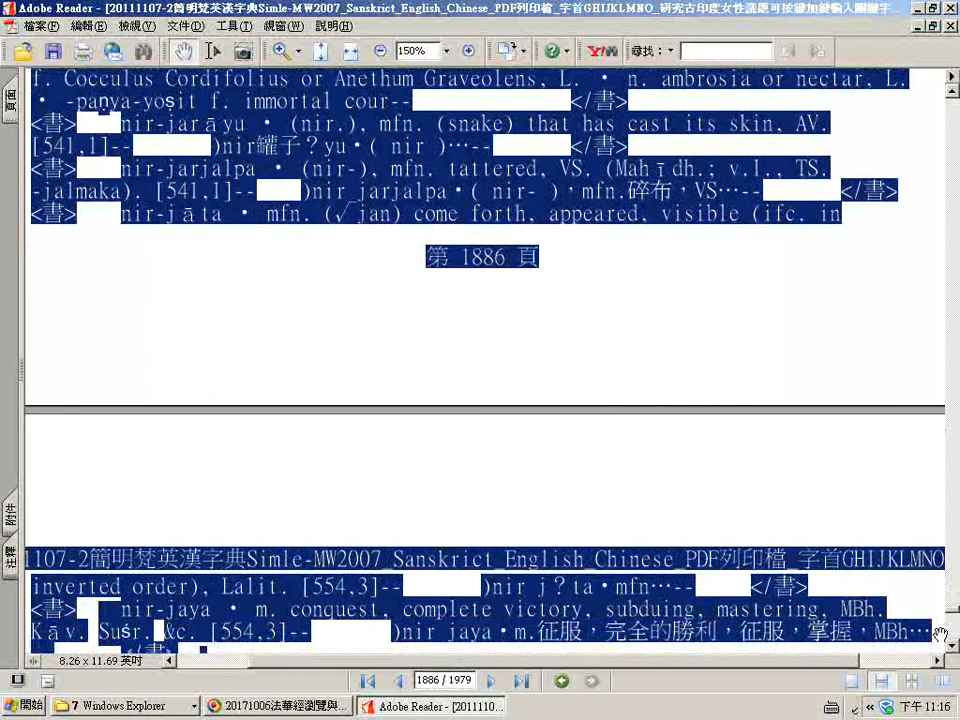 Adobe Reader - [20111107-2簡明梵英漢字典Simle-MW2007_Sanskrict_English_Chinese_PDF列印檔_字首GHIJKLMNO_研究古印度女性議題可按鍵加鍵輸入關鍵字...
檔案(F) 編輯(E) 檢視(V) 文件(D) 工具(T) 視窗(W) 說明(H)
150% 尋找:
頁面
f. Cocculus Cordifolius or Anethum Graveolens, L. • n. ambrosia or nectar, L.
• -paṇya-yoṣit f. immortal cour-- </書>
<書> nir-jarāyu • (nir.), mfn. (snake) that has cast its skin, AV.
[541,1]-- )nir罐子？yu•( nir )…-- </書>
<書> nir-jarjalpa • (nir-), mfn. tattered, VS. (Mahīdh.; v.l., TS.
-jalmaka). [541,1]-- )nir jarjalpa•( nir- )，mfn.碎布，VS…-- </書>
<書> nir-jāta • mfn. (√ jan) come forth, appeared, visible (ifc. in
第 1886 頁
附件
注釋
1107-2簡明梵英漢字典Simle-MW2007_Sanskrict_English_Chinese_PDF列印檔_字首GHIJKLMNO
inverted order), Lalit. [554,3]-- )nir j？ta•mfn…-- </書>
<書> nir-jaya • m. conquest, complete victory, subduing, mastering, MBh.
Kāv. Suśr. &c. [554,3]-- )nir jaya•m.征服，完全的勝利，征服，掌握，MBh…
8.26 x 11.69 英吋
1886 / 1979
開始 7 Windows Explorer 20171006法華經瀏覽與... Adobe Reader - [2011110... 下午 11:16